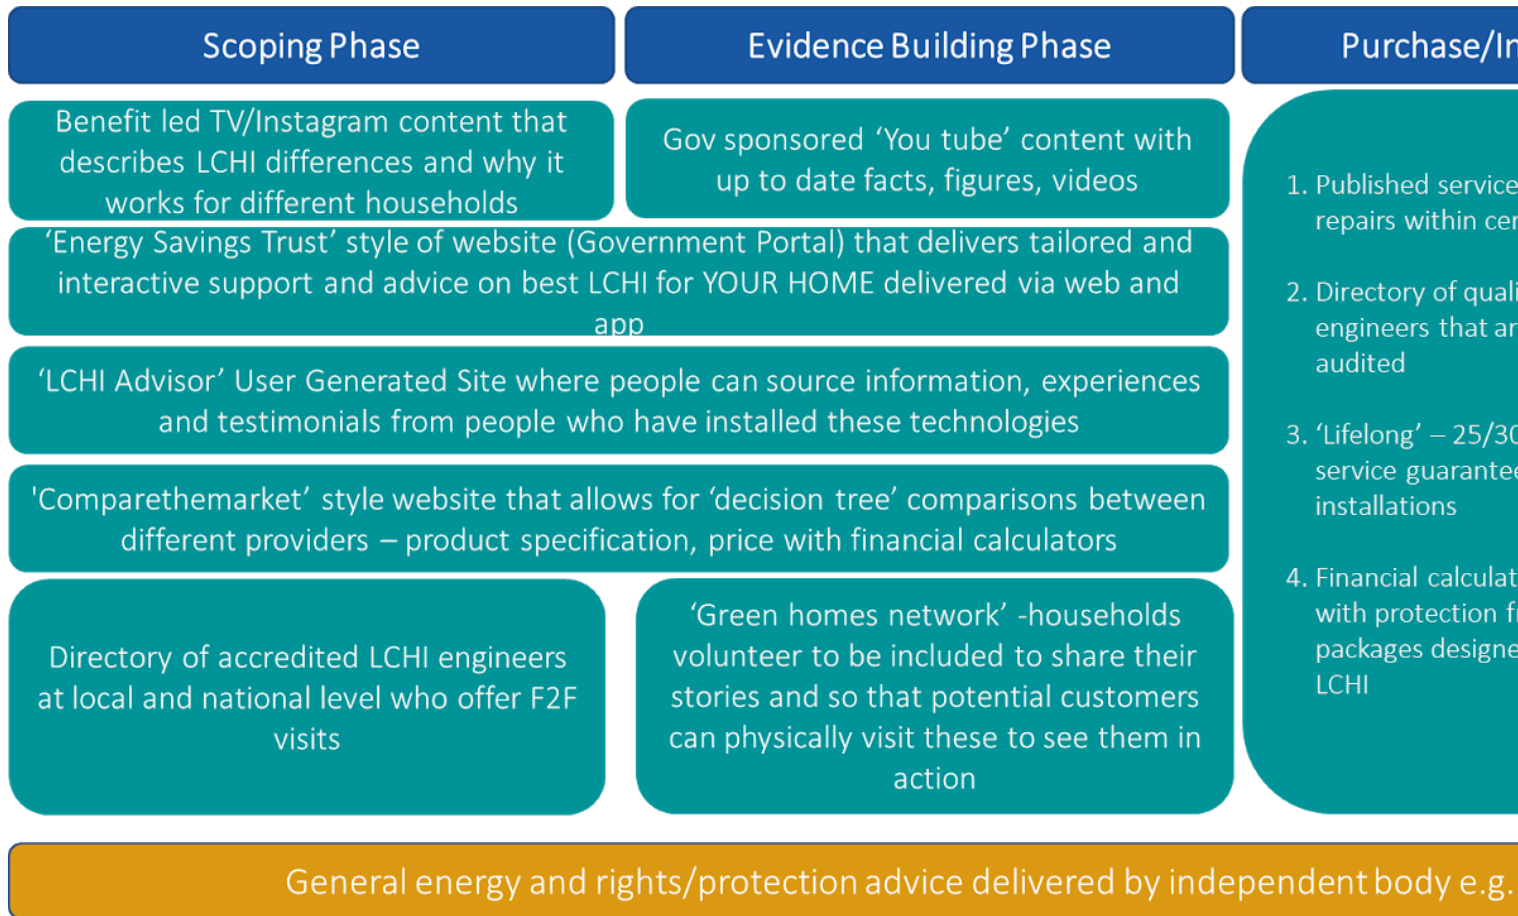 Scoping Phase
Evidence Building Phase
Purchase/In
Benefit led TV/Instagram content that
describes LCHI differences and why it
works for different households
Gov sponsored ‘You tube’ content with
up to date facts, figures, videos
‘Energy Savings Trust’ style of website (Government Portal) that delivers tailored and
interactive support and advice on best LCHI for YOUR HOME delivered via web and
app
‘LCHI Advisor’ User Generated Site where people can source information, experiences
and testimonials from people who have installed these technologies
'Comparethemarket’ style website that allows for ‘decision tree’ comparisons between
different providers – product specification, price with financial calculators
Directory of accredited LCHI engineers
at local and national level who offer F2F
visits
‘Green homes network’ -households
volunteer to be included to share their
stories and so that potential customers
can physically visit these to see them in
action
1. Published service
repairs within cer
2. Directory of quali
engineers that ar
audited
3. ‘Lifelong’ – 25/30
service guarantee
installations
4. Financial calculat
with protection fr
packages designe
LCHI
General energy and rights/protection advice delivered by independent body e.g.